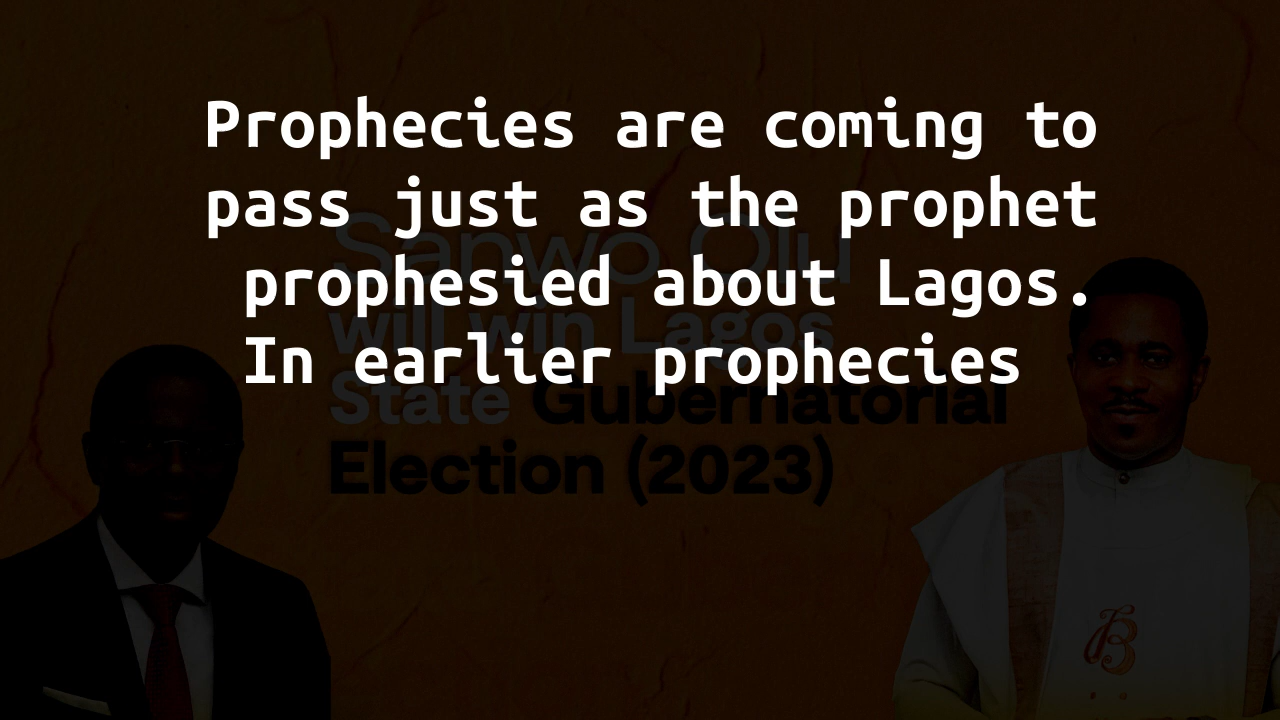 Prophecies are coming to
pass just as the prophet
prophesied about Lagos.
In earlier prophecies
Sanwo Olu
will win Lagos
State Gubernatorial
Election (2023)